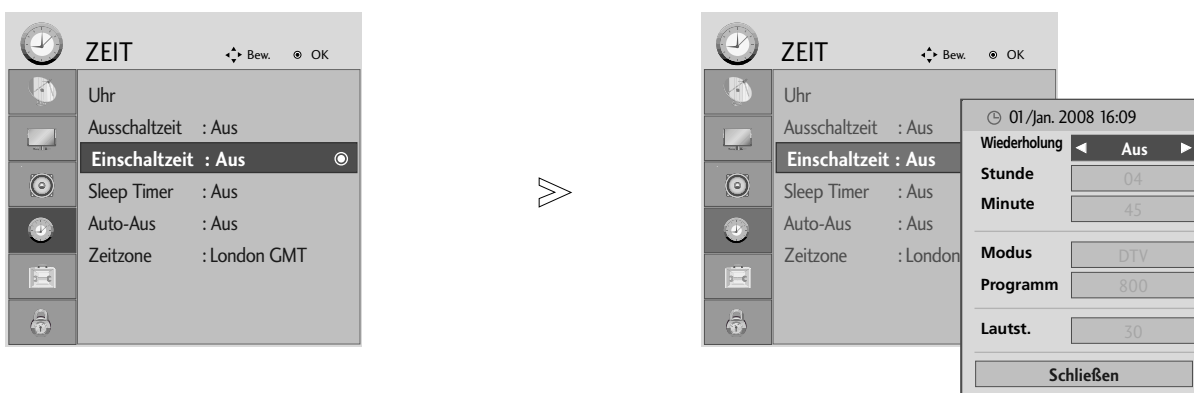 ZEIT Bew. OK
Uhr
Ausschaltzeit : Aus
Einschaltzeit : Aus
Sleep Timer : Aus
Auto-Aus : Aus
Zeitzone : London GMT
ZEIT Bew. OK
Uhr
Ausschaltzeit : Aus
Einschaltzeit : Aus
Sleep Timer : Aus
Auto-Aus : Aus
Zeitzone : London
01/Jan. 2008 16:09
Wiederholung ◄ Aus ►
Stunde 04
Minute 45
Modus DTV
Programm 800
Lautst. 30
Schließen